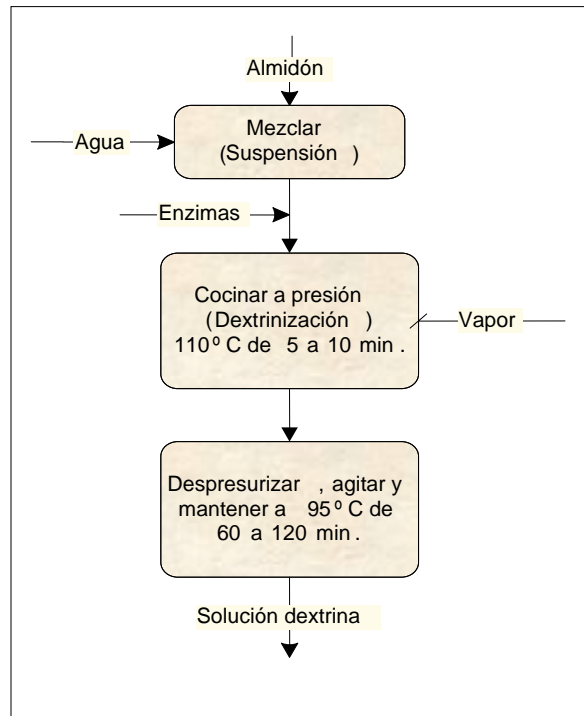 Almidón
Agua
Mezclar
(Suspensión )
Enzimas
Cocinar a presión
(Dextrinización )
110º C de 5 a 10 min .
Vapor
Despresurizar , agitar y
mantener a 95º C de
60 a 120 min .
Solución dextrina